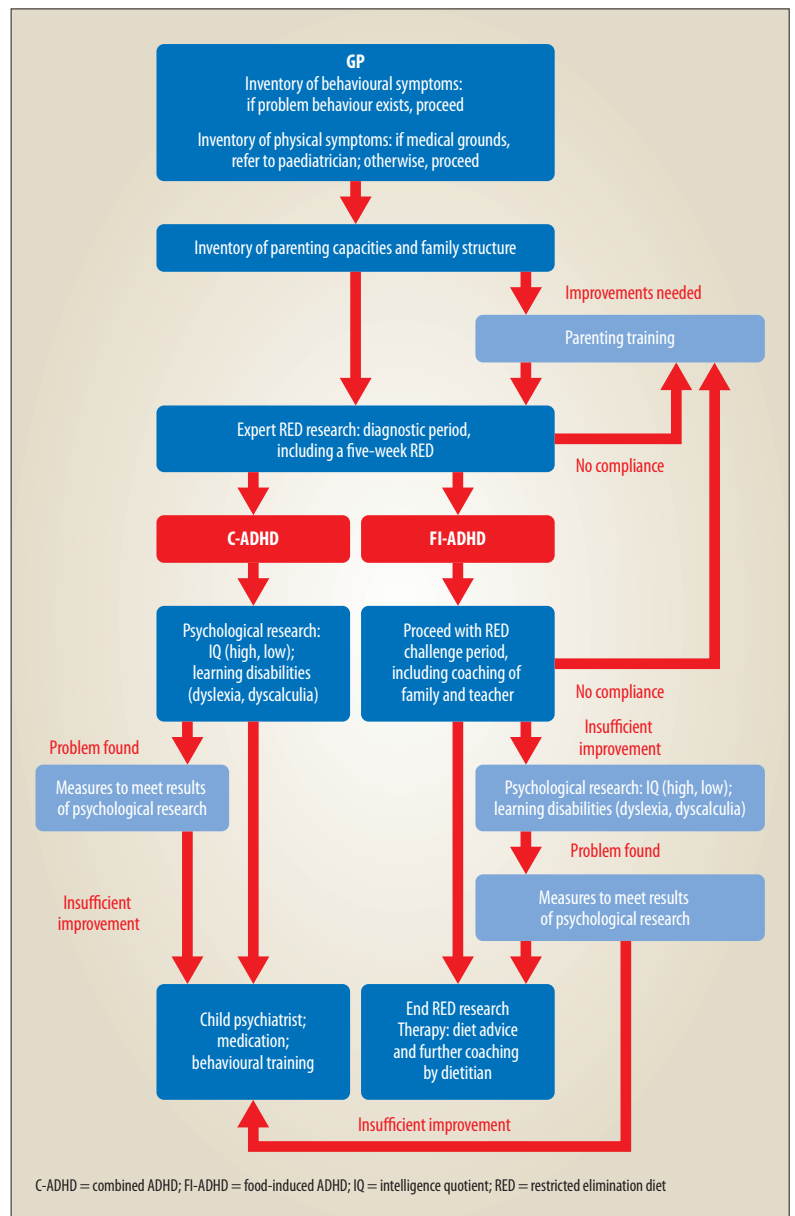 GP
Inventory of behavioural symptoms:
if problem behaviour exists, proceed
Inventory of physical symptoms: if medical grounds,
refer to paediatrician; otherwise, proceed
Inventory of parenting capacities and family structure
Improvements needed
Parenting training
Expert RED research: diagnostic period,
including a five-week RED
No compliance
C-ADHD
FI-ADHD
Psychological research:
IQ (high, low);
learning disabilities
(dyslexia, dyscalculia)
Proceed with RED
challenge period,
including coaching of
family and teacher
No compliance
Problem found
Insufficient
improvement
Measures to meet results
of psychological research
Psychological research: IQ (high, low);
learning disabilities (dyslexia, dyscalculia)
Problem found
Insufficient
improvement
Measures to meet results
of psychological research
Child psychiatrist;
medication;
behavioural training
End RED research
Therapy: diet advice
and further coaching
by dietitian
Insufficient improvement
C-ADHD = combined ADHD; FI-ADHD = food-induced ADHD; IQ = intelligence quotient; RED = restricted elimination diet